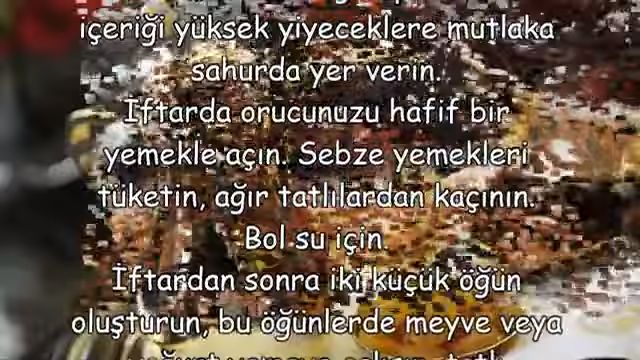 içeriği yüksek yiyeceklere mutlaka
sahurda yer verin.
İftarda orucunuzu hafif bir
yemekle açın. Sebze yemekleri
tüketin, ağır tatlılardan kaçının.
Bol su için.
İftardan sonra iki küçük öğün
oluşturun, bu öğünlerde meyve veya